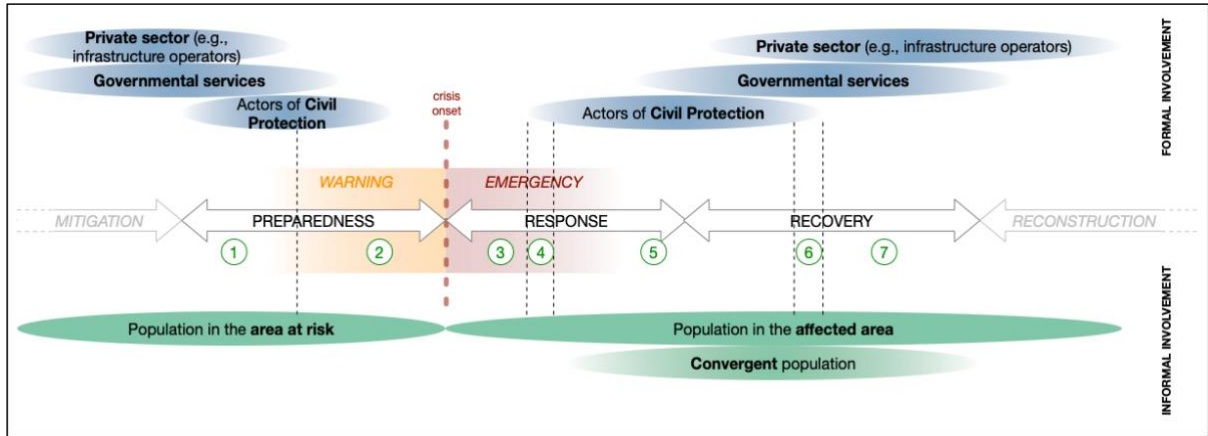 Private sector (e.g.,
infrastructure operators)
Governmental services
Actors of Civil
Protection
crisis
onset
Private sector (e.g., infrastructure operators)
Governmental services
Actors of Civil Protection
FORMAL INVOLVEMENT
WARNING
EMERGENCY
MITIGATION
PREPAREDNESS
RESPONSE
RECOVERY
RECONSTRUCTION
1
2
3
4
5
6
7
Population in the area at risk
Population in the affected area
Convergent population
INFORMAL INVOLVEMENT